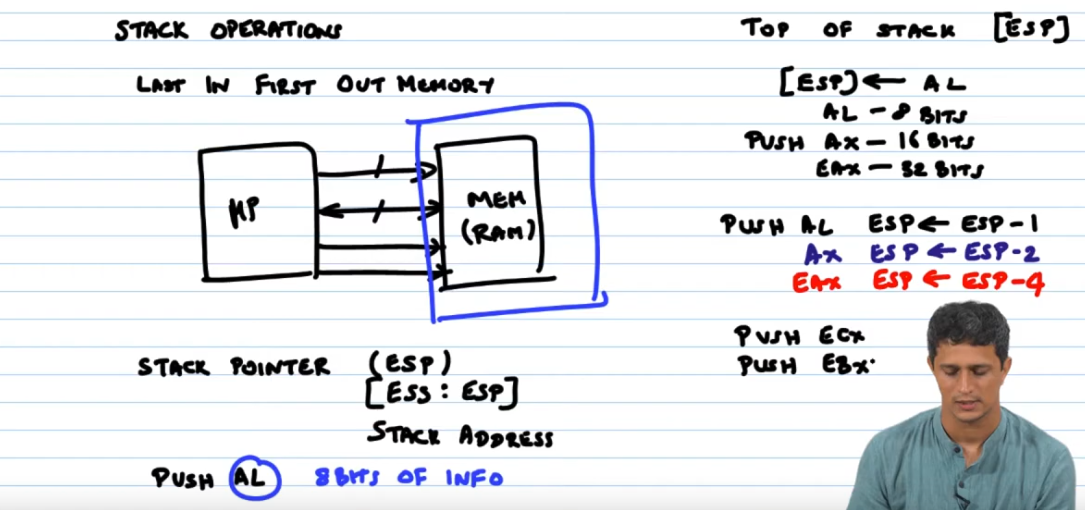 STACK OPERATIONS
LAST IN FIRST OUT MEMORY
MP
MEM
(RAM)
STACK POINTER (ESP)
[ESS : ESP]
STACK ADDRESS
PUSH AL 8 BITS OF INFO
TOP OF STACK [ESP]
[ESP] ← AL
AL - 8 BITS
PUSH AX - 16 BITS
EAX - 32 BITS
PUSH AL ESP ← ESP-1
AX ESP ← ESP-2
EAX ESP ← ESP-4
PUSH ECX
PUSH EBX